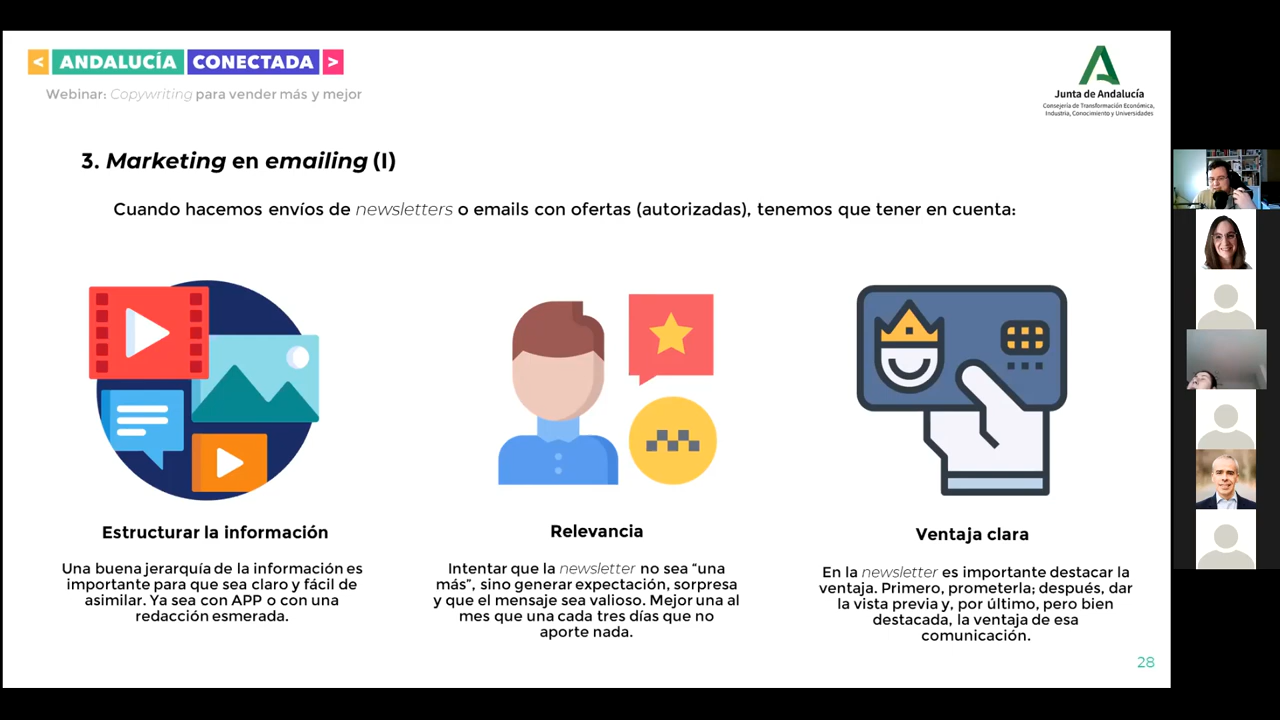 < ANDALUCÍA CONECTADA >
Webinar: Copywriting para vender más y mejor
Junta de Andalucía
Consejería de Transformación Económica,
Industria, Conocimiento y Universidades
3. Marketing en emailing (I)
Cuando hacemos envíos de newsletters o emails con ofertas (autorizadas), tenemos que tener en cuenta:
Estructurar la información
Una buena jerarquía de la información es
importante para que sea claro y fácil de
asimilar. Ya sea con APP o con una
redacción esmerada.
Relevancia
Intentar que la newsletter no sea “una
más”, sino generar expectación, sorpresa
y que el mensaje sea valioso. Mejor una al
mes que una cada tres días que no
aporte nada.
Ventaja clara
En la newsletter es importante destacar la
ventaja. Primero, prometerla; después, dar
la vista previa y, por último, pero bien
destacada, la ventaja de esa
comunicación.
28